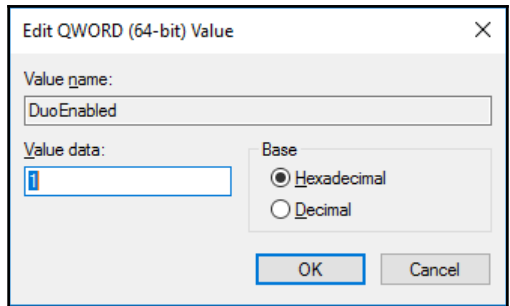 Edit QWORD (64-bit) Value
Value name:
DuoEnabled
Value data:
1
Base
Hexadecimal
Decimal
OK Cancel